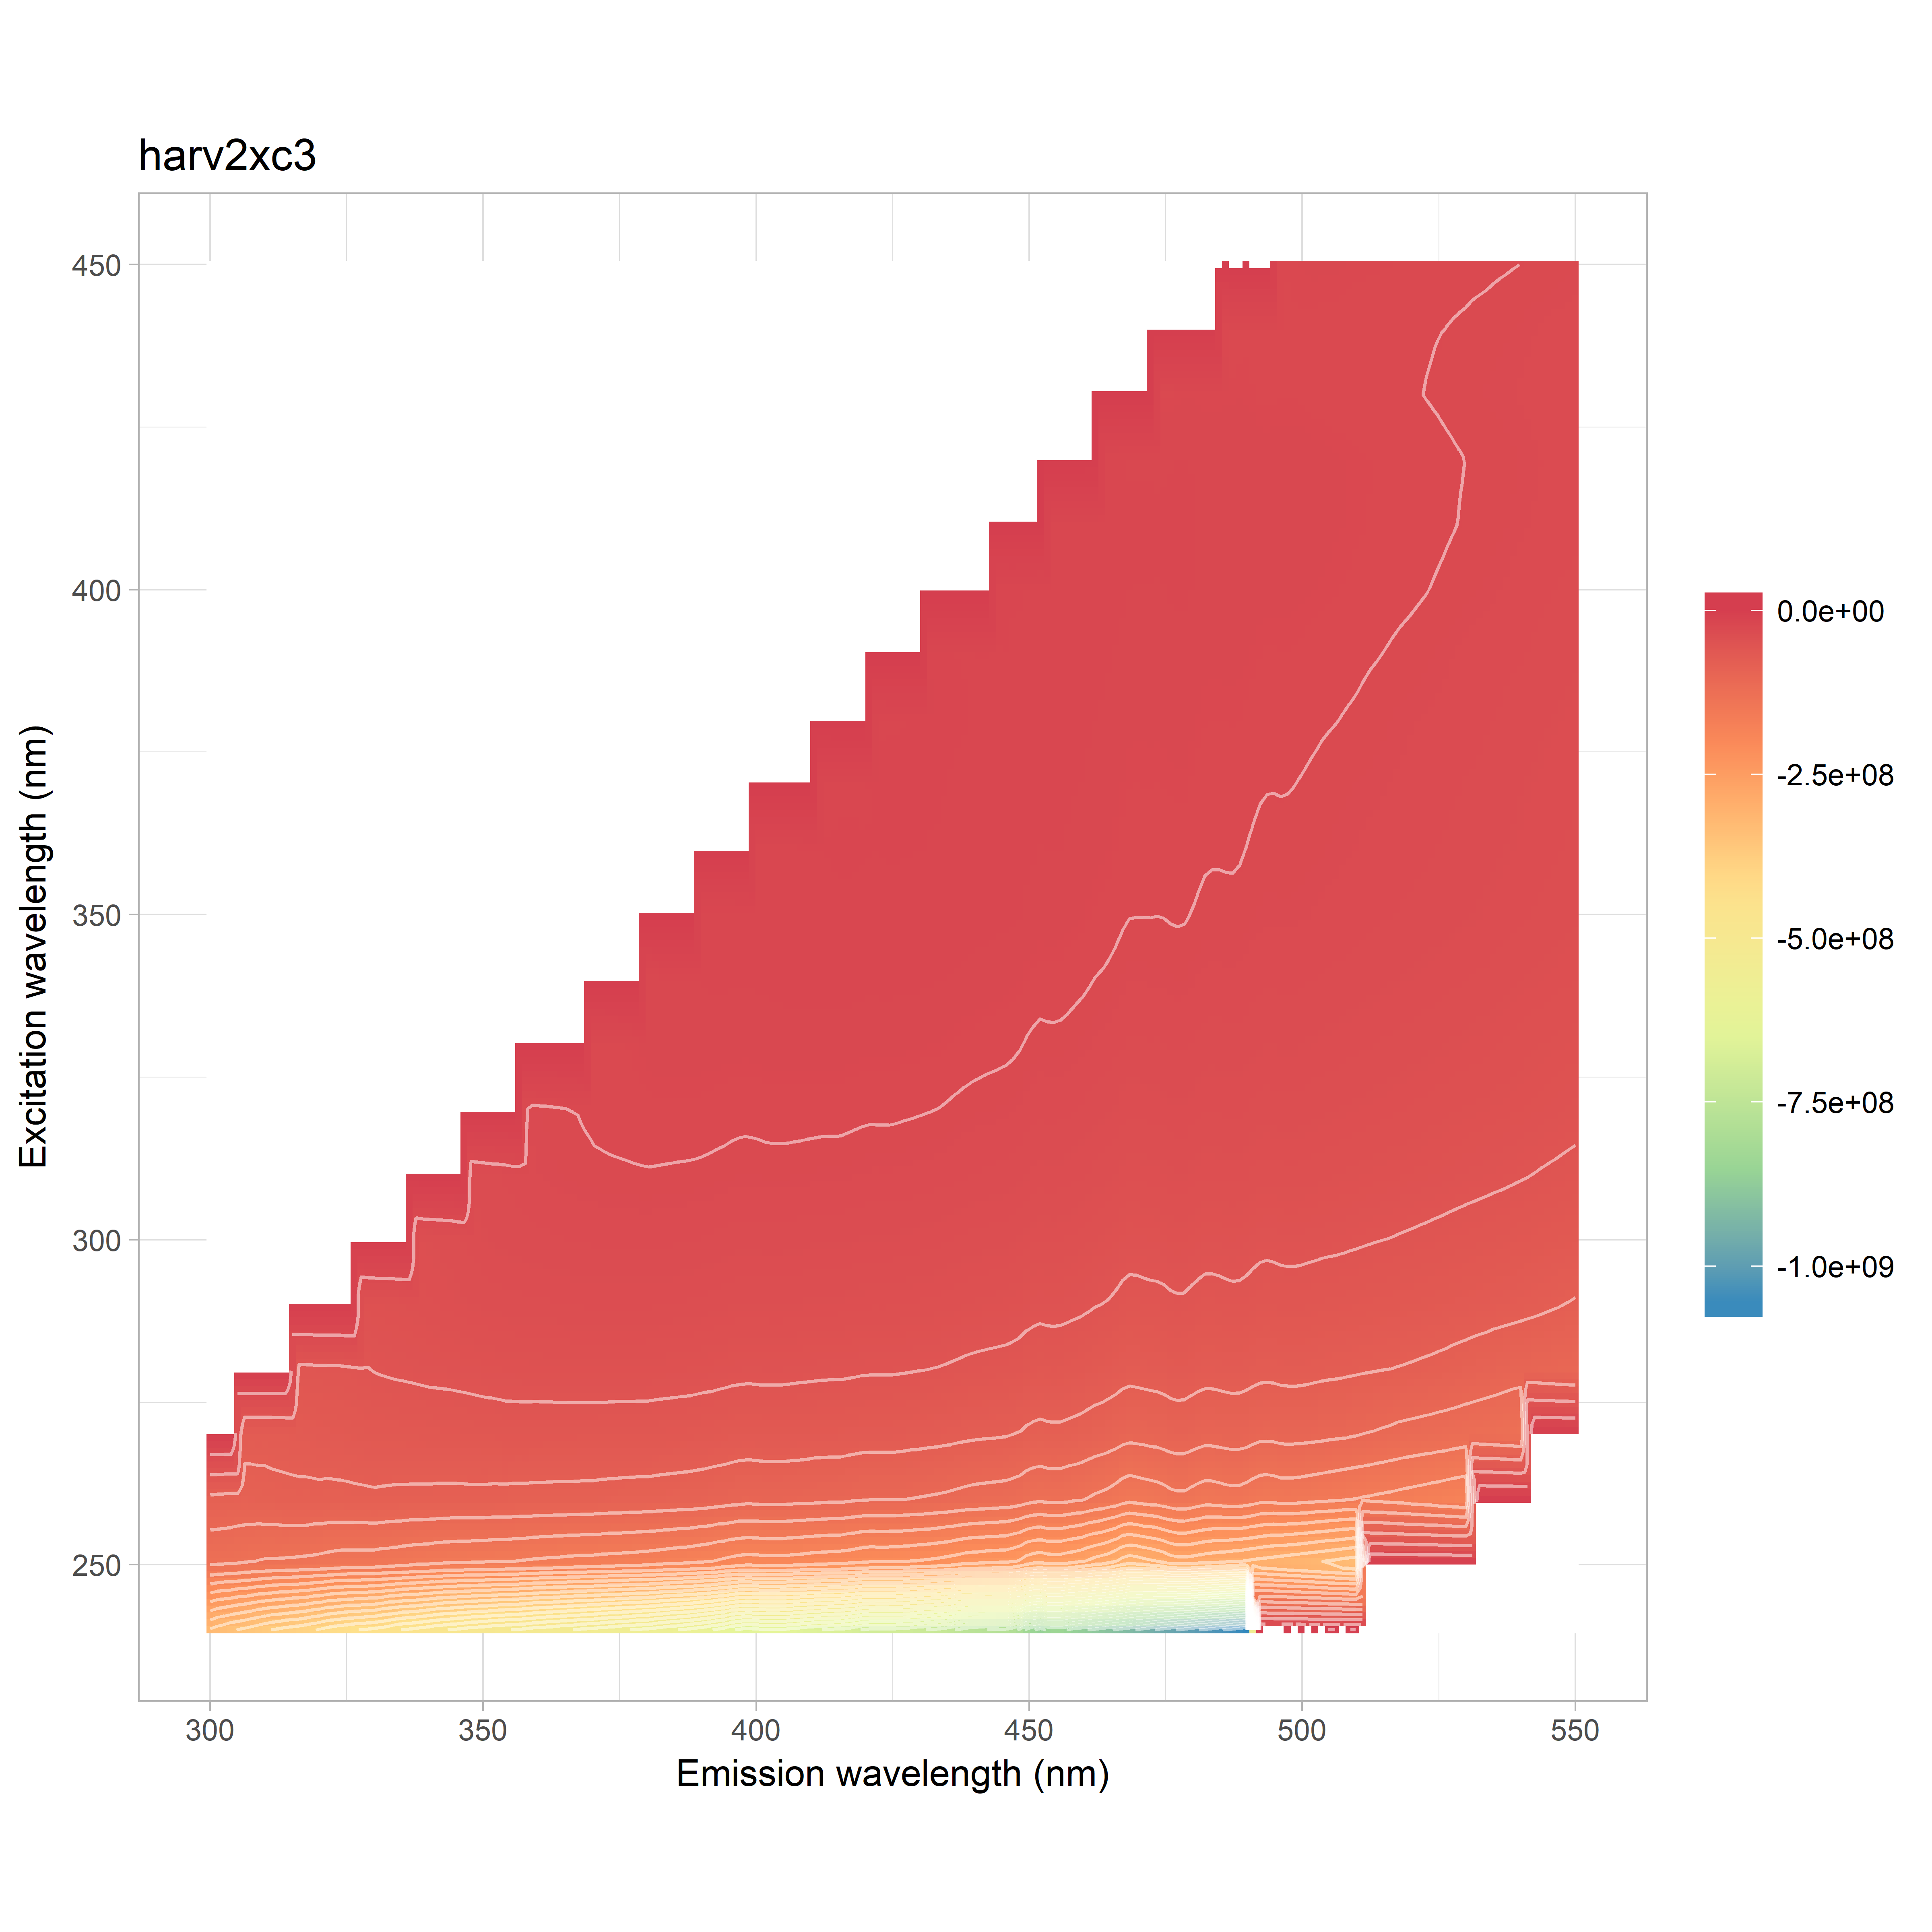 harv2xc3
Excitation wavelength (nm)
450
400
350
300
250
300 350 400 450 500 550
Emission wavelength (nm)
0.0e+00
-2.5e+08
-5.0e+08
-7.5e+08
-1.0e+09